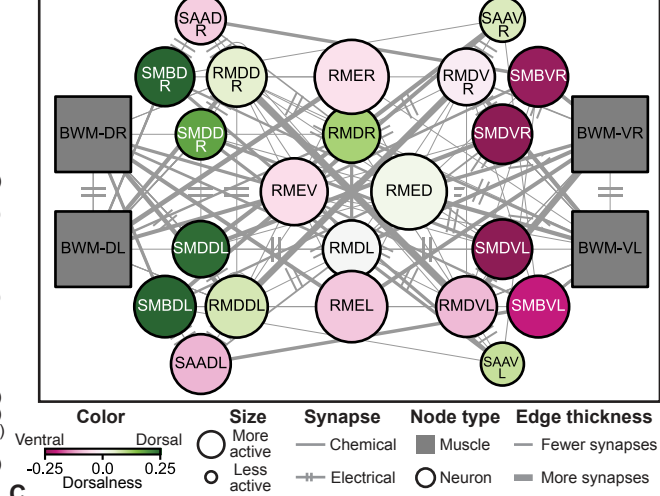 SAAD
R
SAAV
R
SMBD
R
RMDD
R
RMER
RMDV
R
SMBVR
BWM-DR
SMDD
R
RMDR
SMDVR
BWM-VR
RMEV
RMED
BWM-DL
SMDDL
RMDL
SMDVL
BWM-VL
SMBDL
RMDDL
RMEL
RMDVL
SMBVL
SAADL
SAAV
L
Color
Ventral Dorsal
-0.25 0.0 0.25
Dorsalness
Size
More
active
Less
active
Synapse
Chemical
Electrical
Node type
Muscle
Neuron
Edge thickness
Fewer synapses
More synapses